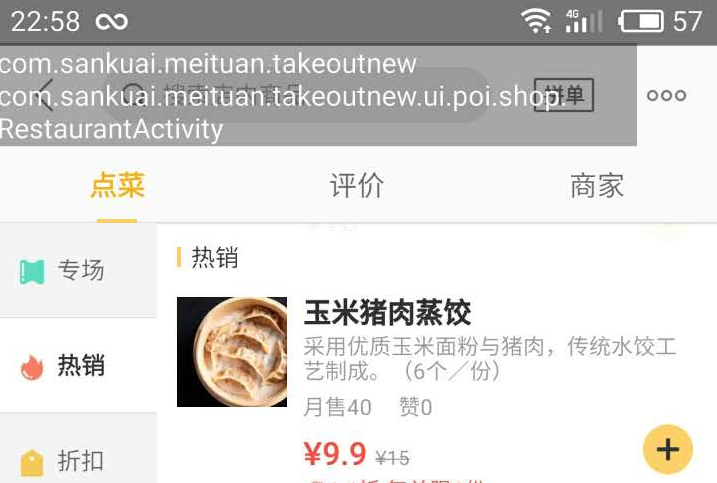 22:58
4G
57
com.sankuai.meituan.takeoutnew
com.sankuai.meituan.takeoutnew.ui.poi.shop.
RestaurantActivity
拼单
点菜
评价
商家
专场
热销
折扣
热销
玉米猪肉蒸饺
采用优质玉米面粉与猪肉，传统水饺工
艺制成。（6个／份）
月售40 赞0
¥9.9 ¥15